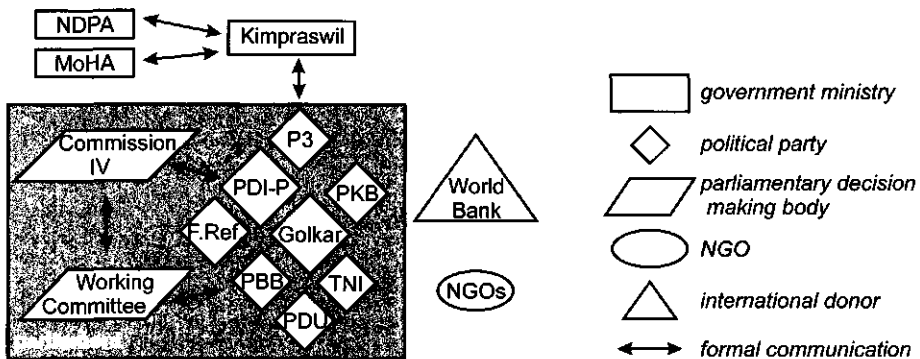 NDPA
MoHA
Kimpraswil
Commission
IV
Working
Committee
P3
PDI-P
PKB
F.Ref
Golkar
PBB
TNI
PDU
World
Bank
NGOs
government ministry
political party
parliamentary decision
making body
NGO
international donor
formal communication